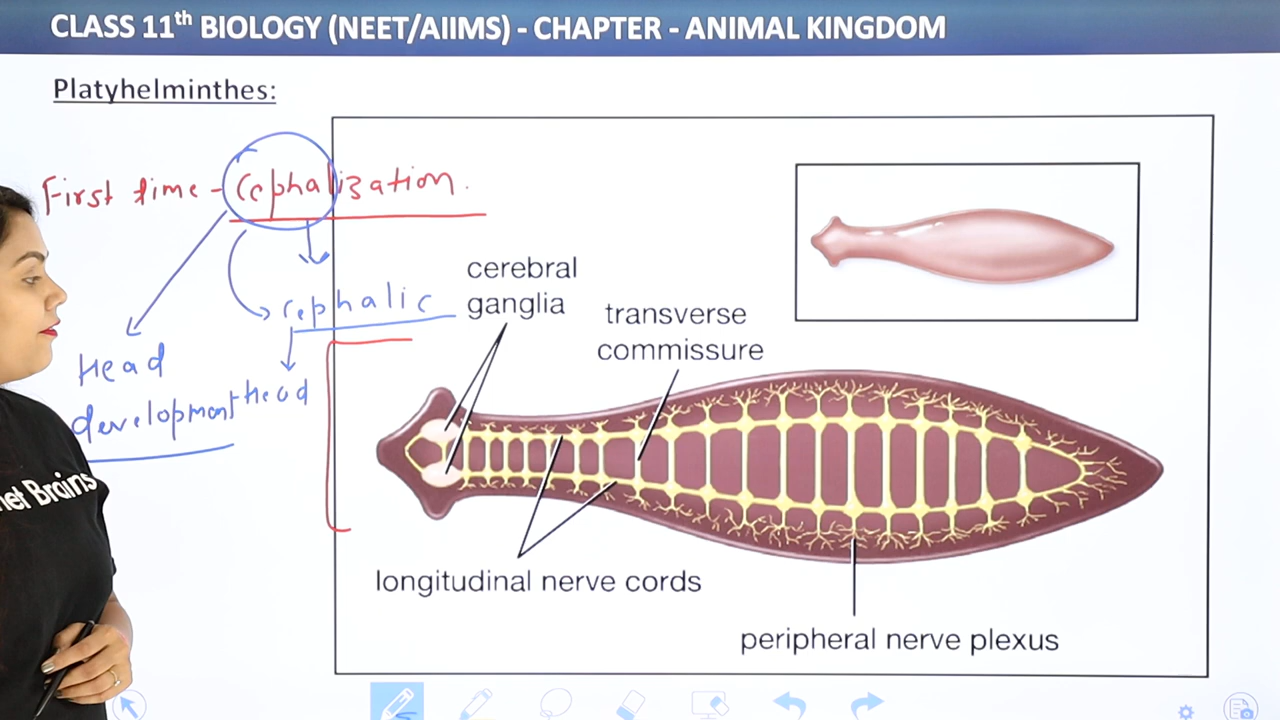 CLASS 11th BIOLOGY (NEET/AIIMS) - CHAPTER - ANIMAL KINGDOM
Platyhelminthes:
First time - Cephalization.
cephalic
Head
development
Head
cerebral
ganglia
transverse
commissure
longitudinal nerve cords
peripheral nerve plexus
net Brains